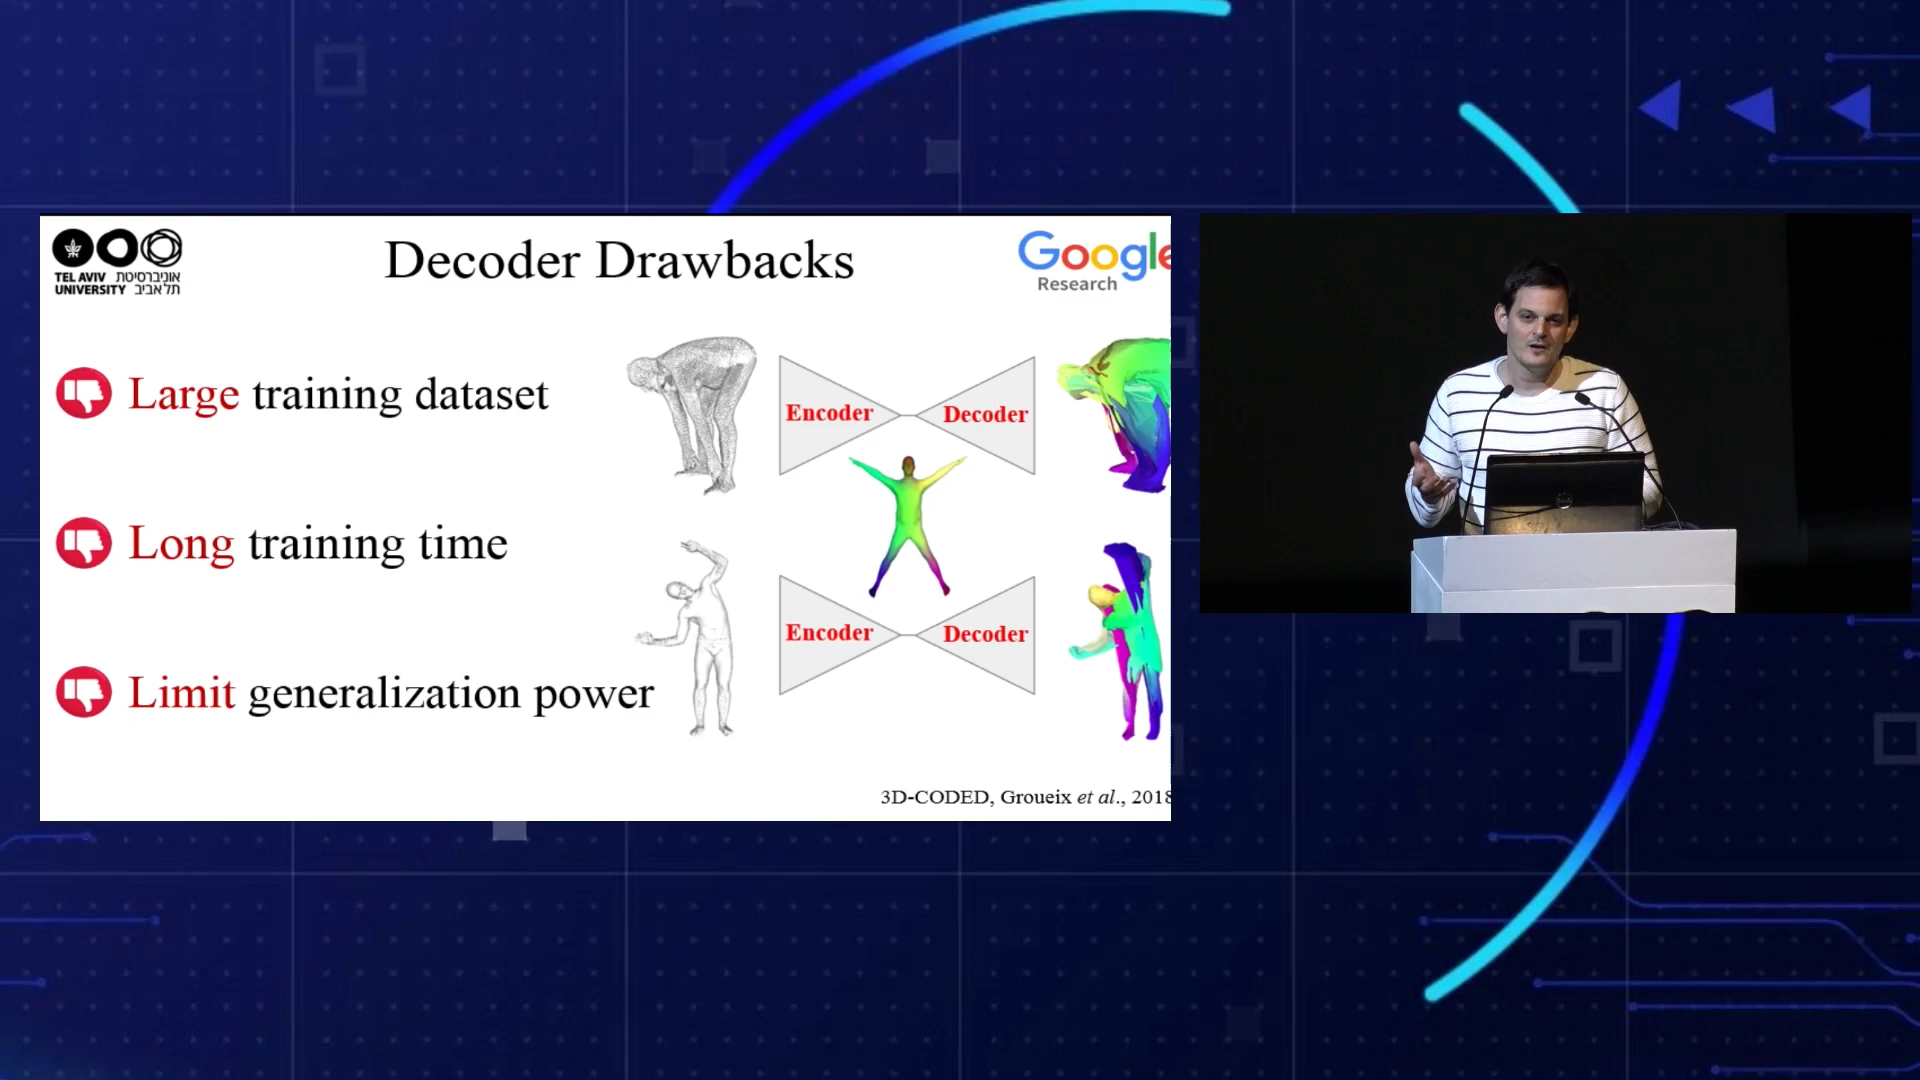 TEL AVIV אוניברסיטת
UNIVERSITY תל אביב
Decoder Drawbacks
Google
Research
Large training dataset
Long training time
Limit generalization power
Encoder
Decoder
Encoder
Decoder
3D-CODED, Groueix et al., 2018